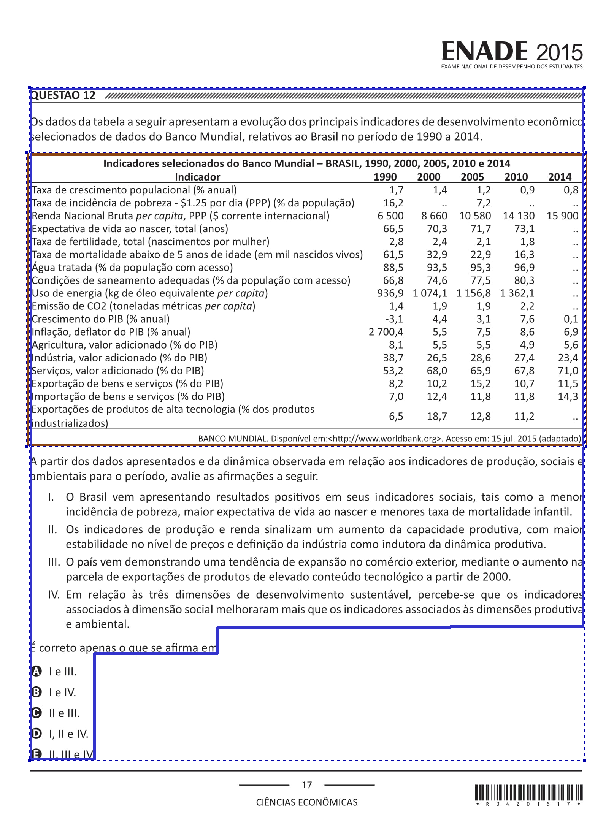 ENADE 2015
EXAME NACIONAL DE DESEMPENHO DOS ESTUDANTES
QUESTÃO 12
Os dados da tabela a seguir apresentam a evolução dos principais indicadores de desenvolvimento econômico
selecionados de dados do Banco Mundial, relativos ao Brasil no período de 1990 a 2014.
Indicadores selecionados do Banco Mundial – BRASIL, 1990, 2000, 2005, 2010 e 2014
Indicador 1990 2000 2005 2010 2014
Taxa de crescimento populacional (% anual) 1,7 1,4 1,2 0,9 0,8
Taxa de incidência de pobreza - $1.25 por dia (PPP) (% da população) 16,2 .. 7,2 .. ..
Renda Nacional Bruta per capita, PPP ($ corrente internacional) 6 500 8 660 10 580 14 130 15 900
Expectativa de vida ao nascer, total (anos) 66,5 70,3 71,7 73,1 ..
Taxa de fertilidade, total (nascimentos por mulher) 2,8 2,4 2,1 1,8 ..
Taxa de mortalidade abaixo de 5 anos de idade (em mil nascidos vivos) 61,5 32,9 22,9 16,3 ..
Água tratada (% da população com acesso) 88,5 93,5 95,3 96,9 ..
Condições de saneamento adequadas (% da população com acesso) 66,8 74,6 77,5 80,3 ..
Uso de energia (kg de óleo equivalente per capita) 936,9 1 074,1 1 156,8 1 362,1 ..
Emissão de CO2 (toneladas métricas per capita) 1,4 1,9 1,9 2,2 ..
Crescimento do PIB (% anual) -3,1 4,4 3,1 7,6 0,1
Inflação, deflator do PIB (% anual) 2 700,4 5,5 7,5 8,6 6,9
Agricultura, valor adicionado (% do PIB) 8,1 5,5 5,5 4,9 5,6
Indústria, valor adicionado (% do PIB) 38,7 26,5 28,6 27,4 23,4
Serviços, valor adicionado (% do PIB) 53,2 68,0 65,9 67,8 71,0
Exportação de bens e serviços (% do PIB) 8,2 10,2 15,2 10,7 11,5
Importação de bens e serviços (% do PIB) 7,0 12,4 11,8 11,8 14,3
Exportações de produtos de alta tecnologia (% dos produtos
industrializados) 6,5 18,7 12,8 11,2 ..
BANCO MUNDIAL. Disponível em:<http://www.worldbank.org>. Acesso em: 15 jul. 2015 (adaptado)
A partir dos dados apresentados e da dinâmica observada em relação aos indicadores de produção, sociais e
ambientais para o período, avalie as afirmações a seguir.
I. O Brasil vem apresentando resultados positivos em seus indicadores sociais, tais como a menor
incidência de pobreza, maior expectativa de vida ao nascer e menores taxa de mortalidade infantil.
II. Os indicadores de produção e renda sinalizam um aumento da capacidade produtiva, com maior
estabilidade no nível de preços e definição da indústria como indutora da dinâmica produtiva.
III. O país vem demonstrando uma tendência de expansão no comércio exterior, mediante o aumento na
parcela de exportações de produtos de elevado conteúdo tecnológico a partir de 2000.
IV. Em relação às três dimensões de desenvolvimento sustentável, percebe-se que os indicadores
associados à dimensão social melhoraram mais que os indicadores associados às dimensões produtiva
e ambiental.
É correto apenas o que se afirma em
A I e III.
B I e IV.
C II e III.
D I, II e IV.
E II, III e IV
17
CIÊNCIAS ECONÔMICAS
*R34201517*